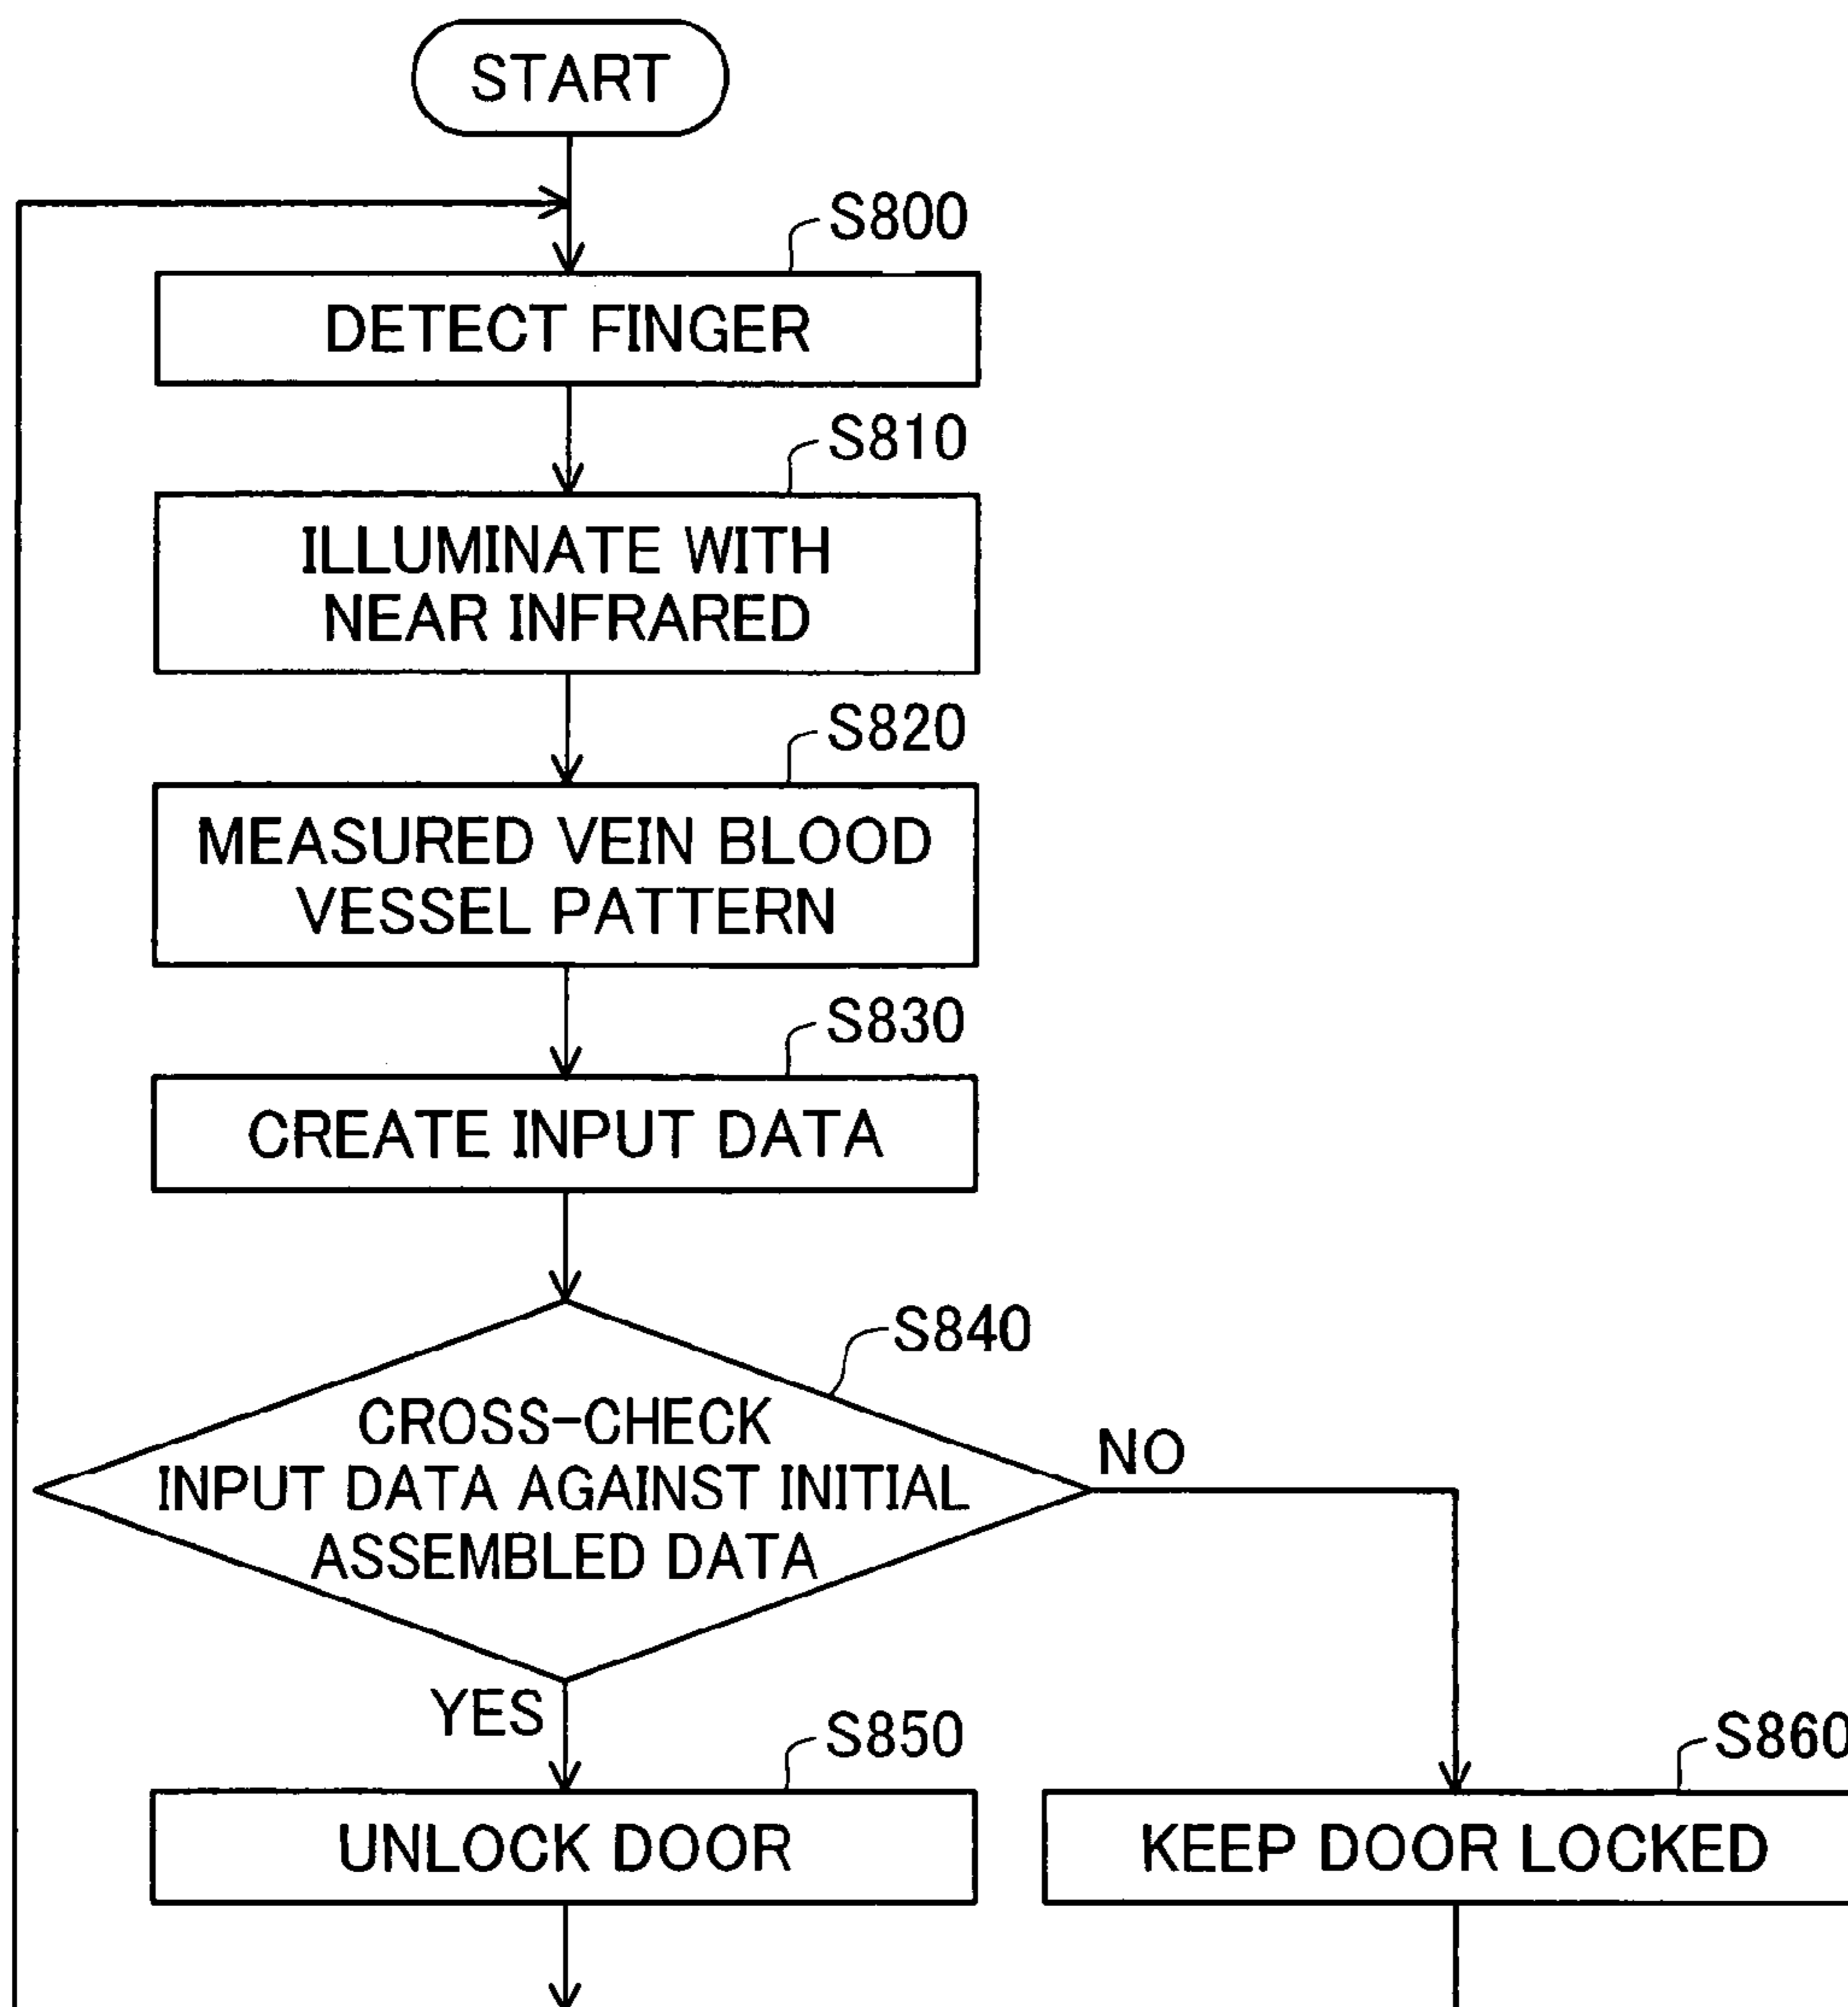 START
S800
DETECT FINGER
S810
ILLUMINATE WITH
NEAR INFRARED
S820
MEASURED VEIN BLOOD
VESSEL PATTERN
S830
CREATE INPUT DATA
S840
CROSS-CHECK
INPUT DATA AGAINST INITIAL
ASSEMBLED DATA
NO
YES
S850
UNLOCK DOOR
S860
KEEP DOOR LOCKED